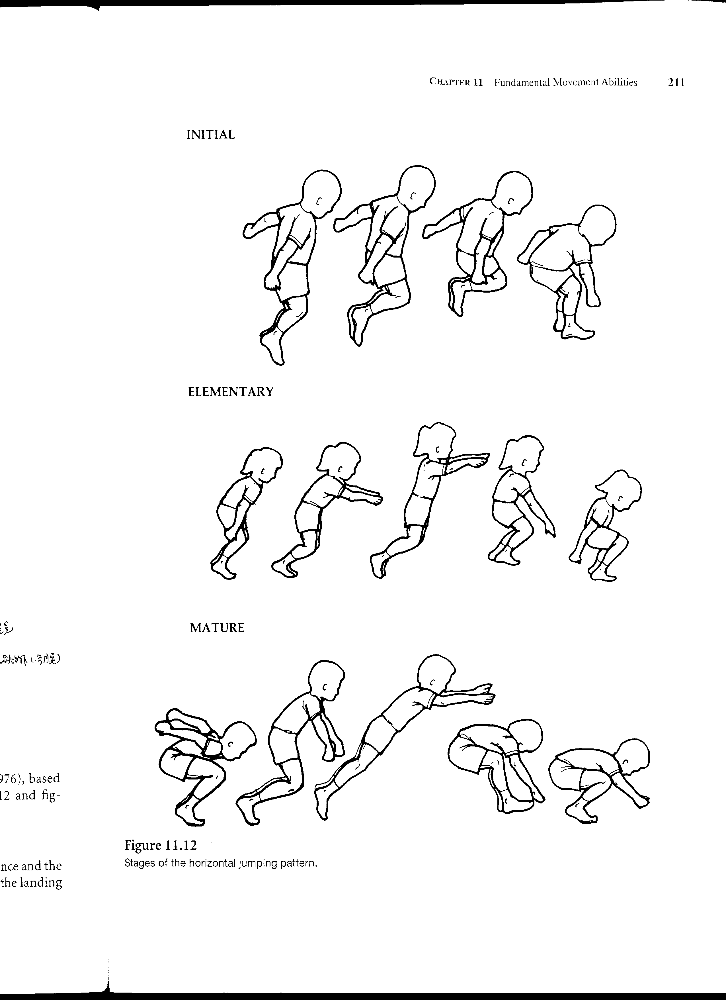 CHAPTER 11 Fundamental Movement Abilities 211
INITIAL
ELEMENTARY
MATURE
976), based
12 and fig-
Figure 11.12
Stages of the horizontal jumping pattern.
nce and the
the landing